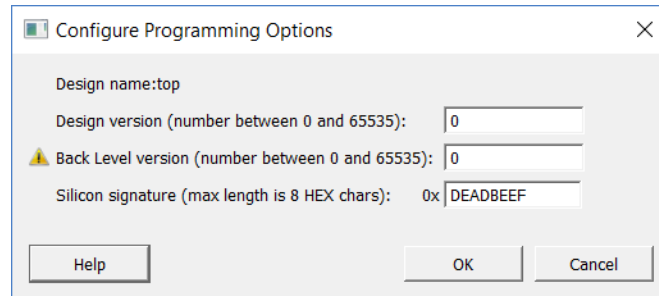 Configure Programming Options
Design name:top
Design version (number between 0 and 65535): 0
Back Level version (number between 0 and 65535): 0
Silicon signature (max length is 8 HEX chars): 0x DEADBEEF
Help OK Cancel